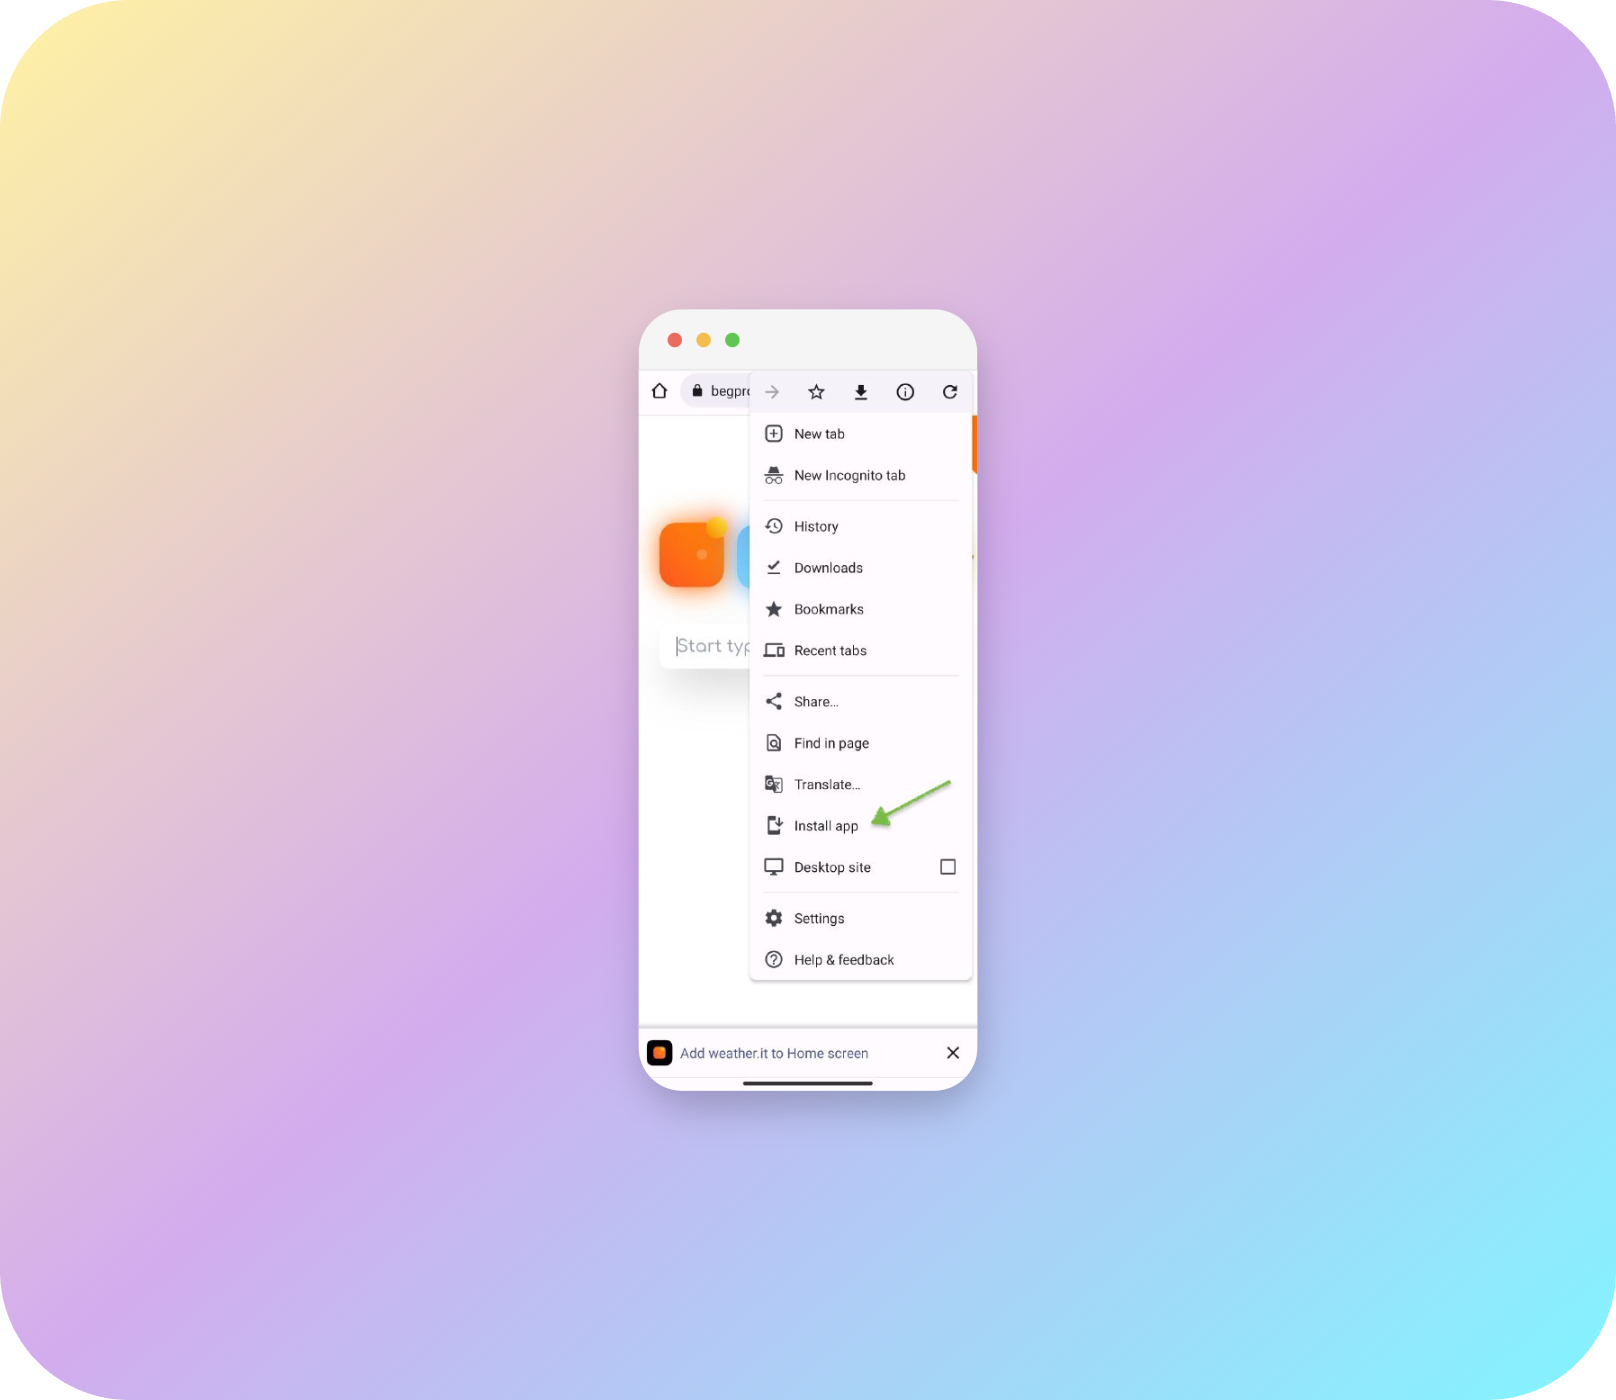 begpro
New tab
New Incognito tab
History
Downloads
Bookmarks
Recent tabs
Start typ
Share...
Find in page
Translate...
Install app
Desktop site
Settings
Help & feedback
Add weather.it to Home screen